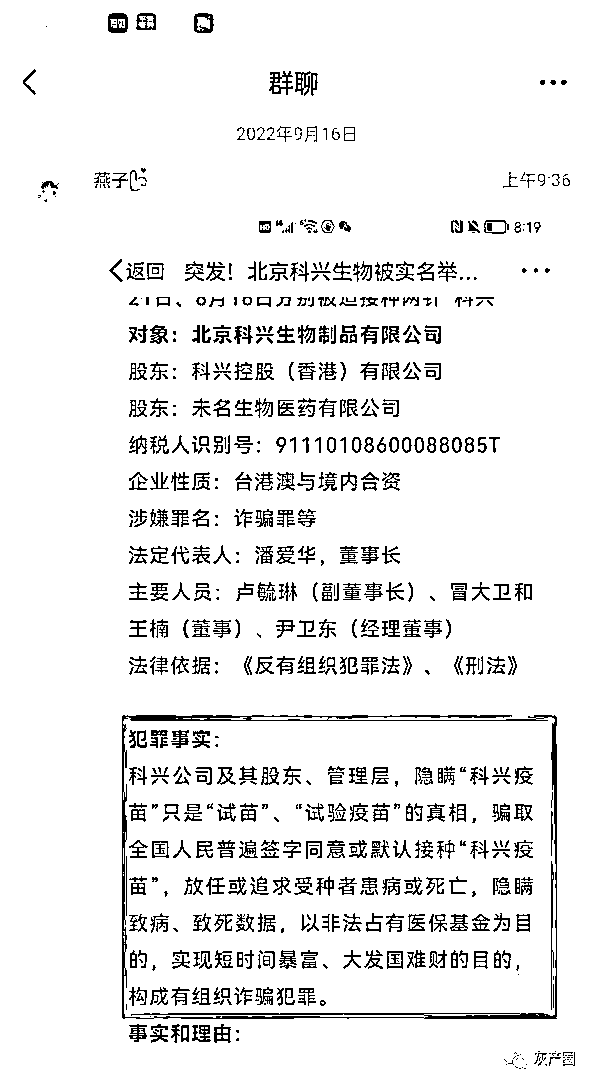 群聊
2022年9月16日
燕子
上午9:36
8:19
返回 突发！北京科兴生物被实名举...
对象：北京科兴生物制品有限公司
股东：科兴控股（香港）有限公司
股东：未名生物医药有限公司
纳税人识别号：91110108600088085T
企业性质：台港澳与境内合资
涉嫌罪名：诈骗罪等
法定代表人：潘爱华，董事长
主要人员：卢毓琳（副董事长）、冒大卫和
王楠（董事）、尹卫东（经理董事）
法律依据：《反有组织犯罪法》、《刑法》
犯罪事实：
科兴公司及其股东、管理层，隐瞒“科兴疫
苗”只是“试苗”、“试验疫苗”的真相，骗取
全国人民普遍签字同意或默认接种“科兴疫
苗”，放任或追求受种者患病或死亡，隐瞒
致病、致死数据，以非法占有医保基金为目
的，实现短时间暴富、大发国难财的目的，
构成有组织诈骗犯罪。
事实和理由：
灰产圈